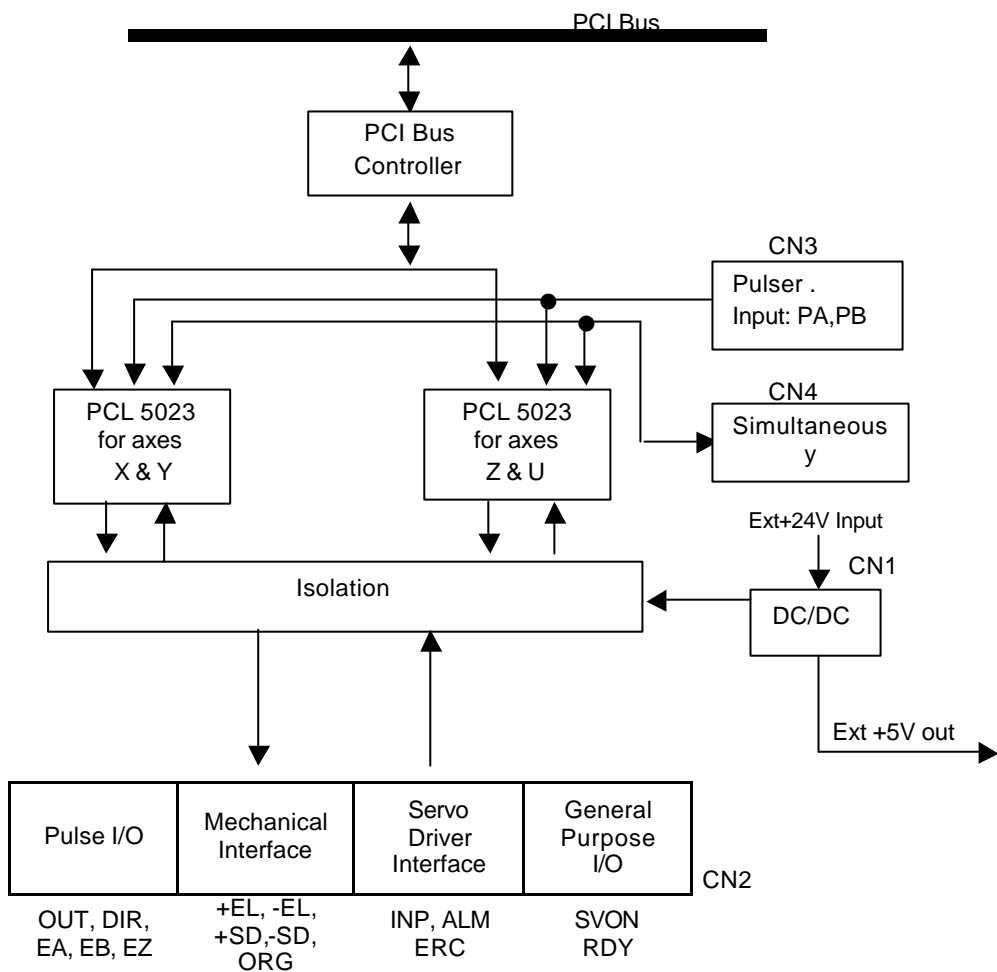 PCI Bus
PCI Bus
Controller
CN3
Pulser .
Input: PA,PB
PCL 5023
for axes
X & Y
PCL 5023
for axes
Z & U
CN4
Simultaneous
y
Ext+24V Input
CN1
Isolation
DC/DC
Ext +5V out
Pulse I/O
Mechanical
Interface
Servo
Driver
Interface
General
Purpose
I/O
CN2
OUT, DIR,
EA, EB, EZ
+EL, -EL,
+SD,-SD,
ORG
INP, ALM
ERC
SVON
RDY